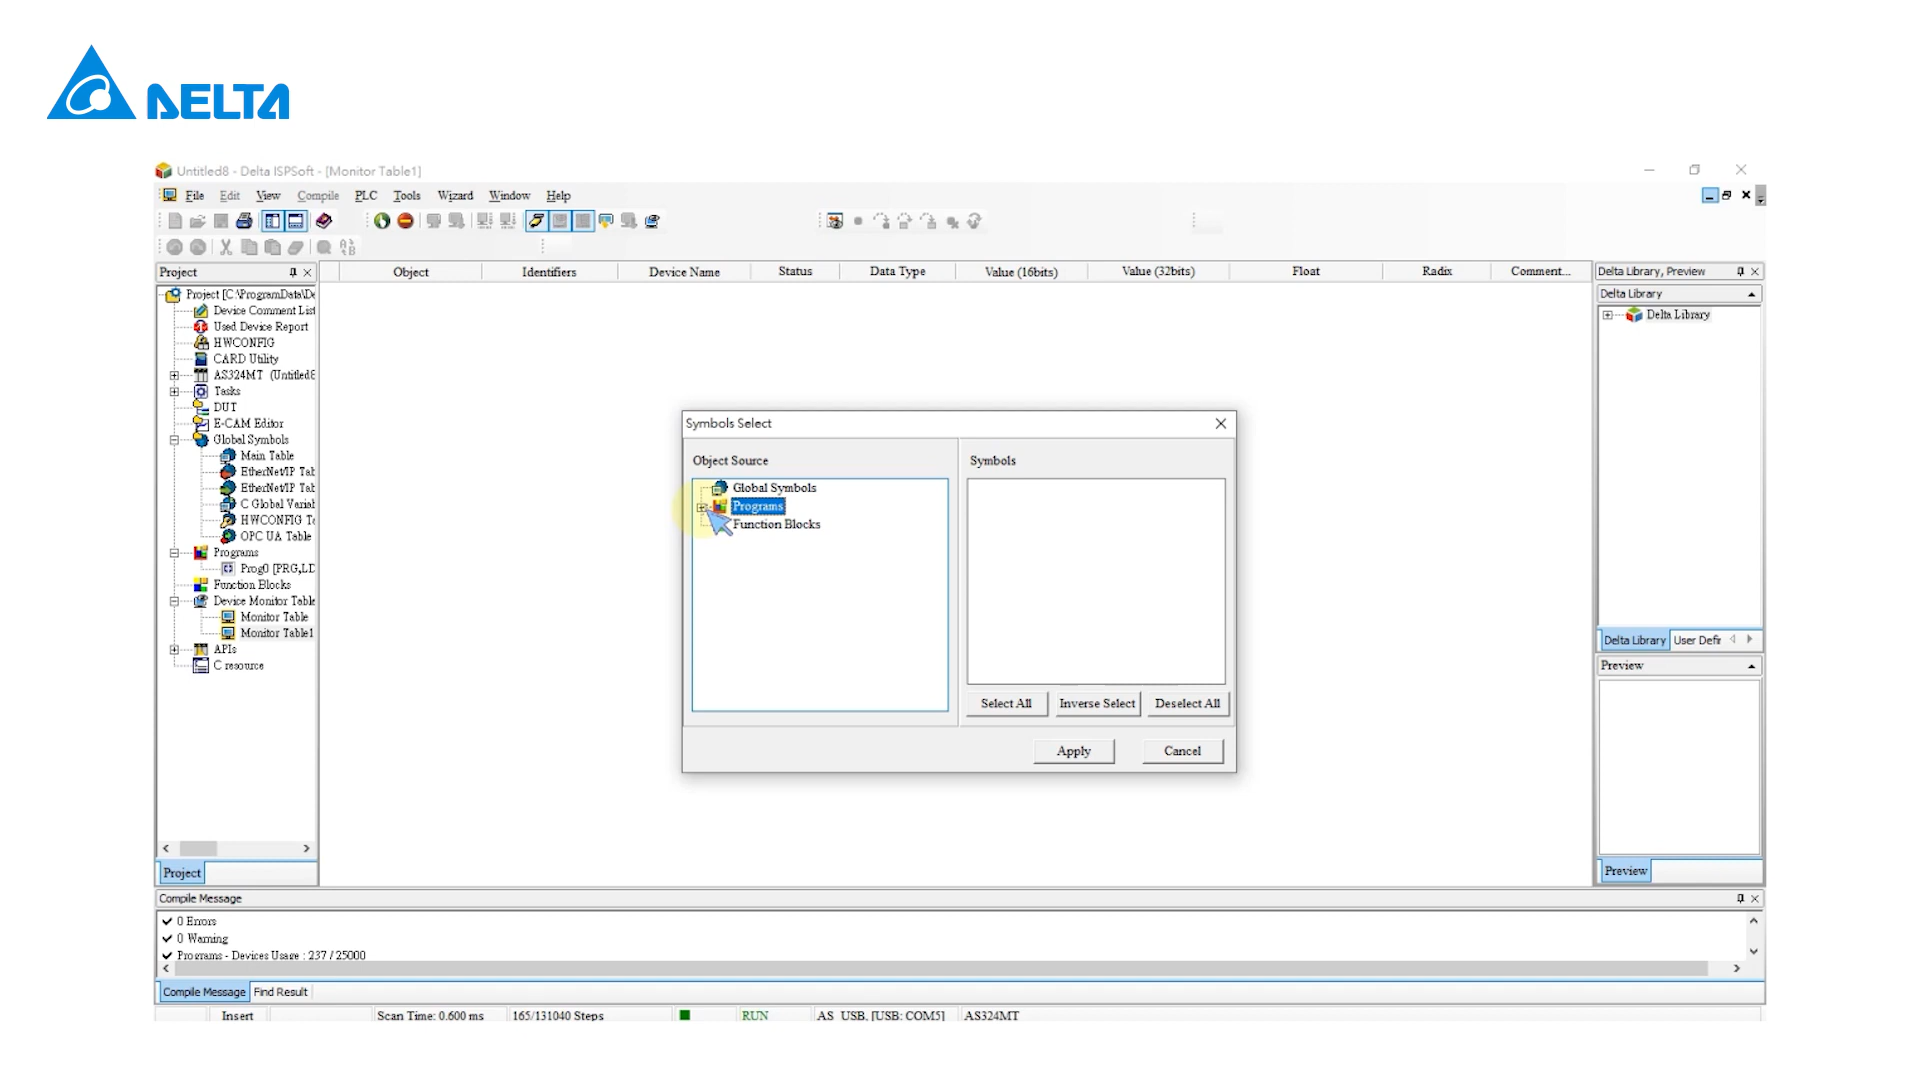 DELTA
Untitled8 - Delta ISPSoft - [Monitor Table1]
File Edit View Compile PLC Tools Wizard Window Help
Project
Object Identifiers Device Name Status Data Type Value (16bits) Value (32bits) Float Radix Comment...
Delta Library, Preview
Project [C:\ProgramData\De
Device Comment List
Used Device Report
HWCONFIG
CARD Utility
AS324MT (Untitled8
Tasks
DUT
E-CAM Editor
Global Symbols
Main Table
EtherNet/IP Tab
EtherNet/IP Tab
C Global Variab
HWCONFIG Ta
OPC UA Table
Programs
Prog0 [PRG,LD
Function Blocks
Device Monitor Table
Monitor Table
Monitor Table1
APIs
C resource
Project
Symbols Select
Object Source
Global Symbols
Programs
Function Blocks
Symbols
Select All Inverse Select Deselect All
Apply Cancel
Delta Library
Delta Library
Delta Library User Defir
Preview
Preview
Compile Message
0 Errors
0 Warning
Programs - Devices Usage : 237 / 25000
Compile Message Find Result
Insert Scan Time: 0.600 ms 165/131040 Steps RUN AS_USB, [USB: COM5] AS324MT